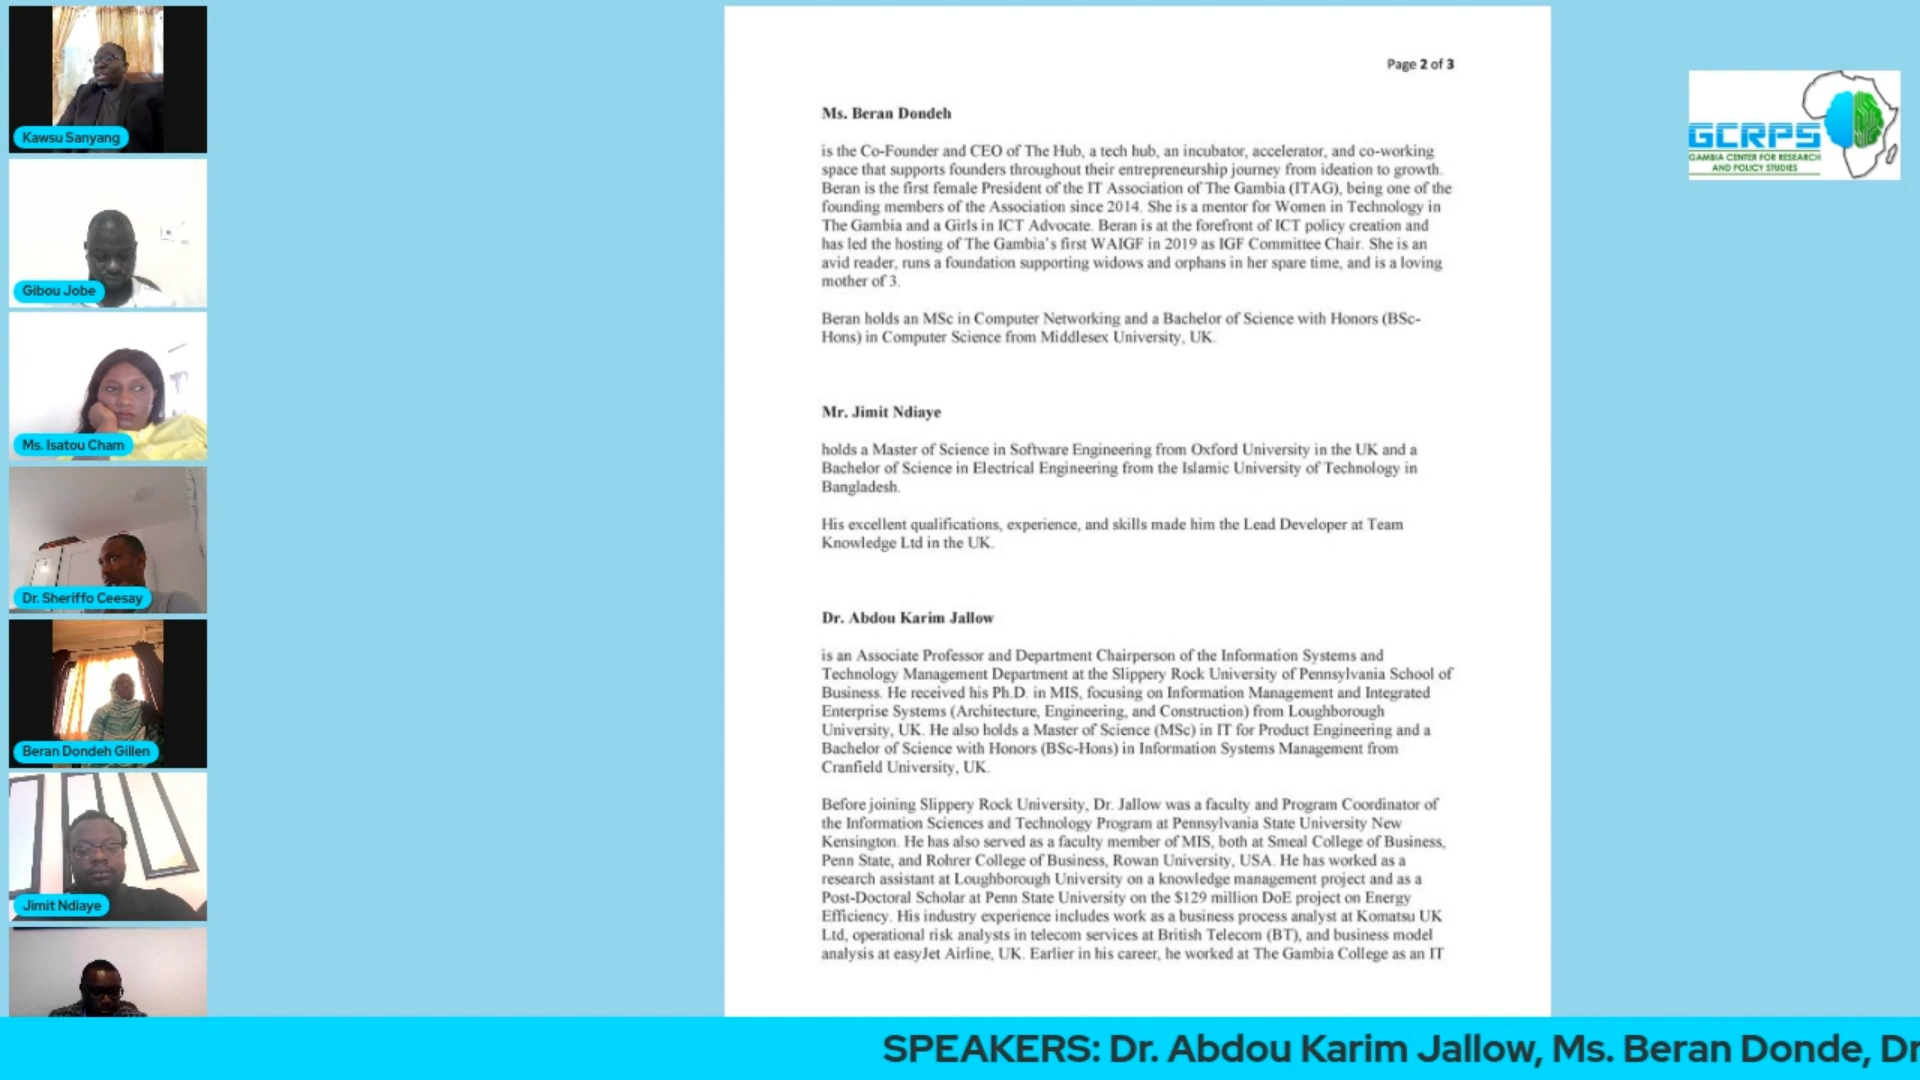 Kawsu Sanyang
Gibou Jobe
Ms. Isatou Cham
Dr. Sheriffo Ceesay
Beran Dondeh Gillen
Jimit Ndiaye
Page 2 of 3
Ms. Beran Dondeh
is the Co-Founder and CEO of The Hub, a tech hub, an incubator, accelerator, and co-working
space that supports founders throughout their entrepreneurship journey from ideation to growth.
Beran is the first female President of the IT Association of The Gambia (ITAG), being one of the
founding members of the Association since 2014. She is a mentor for Women in Technology in
The Gambia and a Girls in ICT Advocate. Beran is at the forefront of ICT policy creation and
has led the hosting of The Gambia's first WAIGF in 2019 as IGF Committee Chair. She is an
avid reader, runs a foundation supporting widows and orphans in her spare time, and is a loving
mother of 3.
Beran holds an MSc in Computer Networking and a Bachelor of Science with Honors (BSc-
Hons) in Computer Science from Middlesex University, UK.
Mr. Jimit Ndiaye
holds a Master of Science in Software Engineering from Oxford University in the UK and a
Bachelor of Science in Electrical Engineering from the Islamic University of Technology in
Bangladesh.
His excellent qualifications, experience, and skills made him the Lead Developer at Team
Knowledge Ltd in the UK.
Dr. Abdou Karim Jallow
is an Associate Professor and Department Chairperson of the Information Systems and
Technology Management Department at the Slippery Rock University of Pennsylvania School of
Business. He received his Ph.D. in MIS, focusing on Information Management and Integrated
Enterprise Systems (Architecture, Engineering, and Construction) from Loughborough
University, UK. He also holds a Master of Science (MSc) in IT for Product Engineering and a
Bachelor of Science with Honors (BSc-Hons) in Information Systems Management from
Cranfield University, UK.
Before joining Slippery Rock University, Dr. Jallow was a faculty and Program Coordinator of
the Information Sciences and Technology Program at Pennsylvania State University New
Kensington. He has also served as a faculty member of MIS, both at Smeal College of Business,
Penn State, and Rohrer College of Business, Rowan University, USA. He has worked as a
research assistant at Loughborough University on a knowledge management project and as a
Post-Doctoral Scholar at Penn State University on the $129 million DoE project on Energy
Efficiency. His industry experience includes work as a business process analyst at Komatsu UK
Ltd, operational risk analysts in telecom services at British Telecom (BT), and business model
analysis at easyJet Airline, UK. Earlier in his career, he worked at The Gambia College as an IT
GCRPS
GAMBIA CENTER FOR RESEARCH
AND POLICY STUDIES
SPEAKERS: Dr. Abdou Karim Jallow, Ms. Beran Donde, Dr